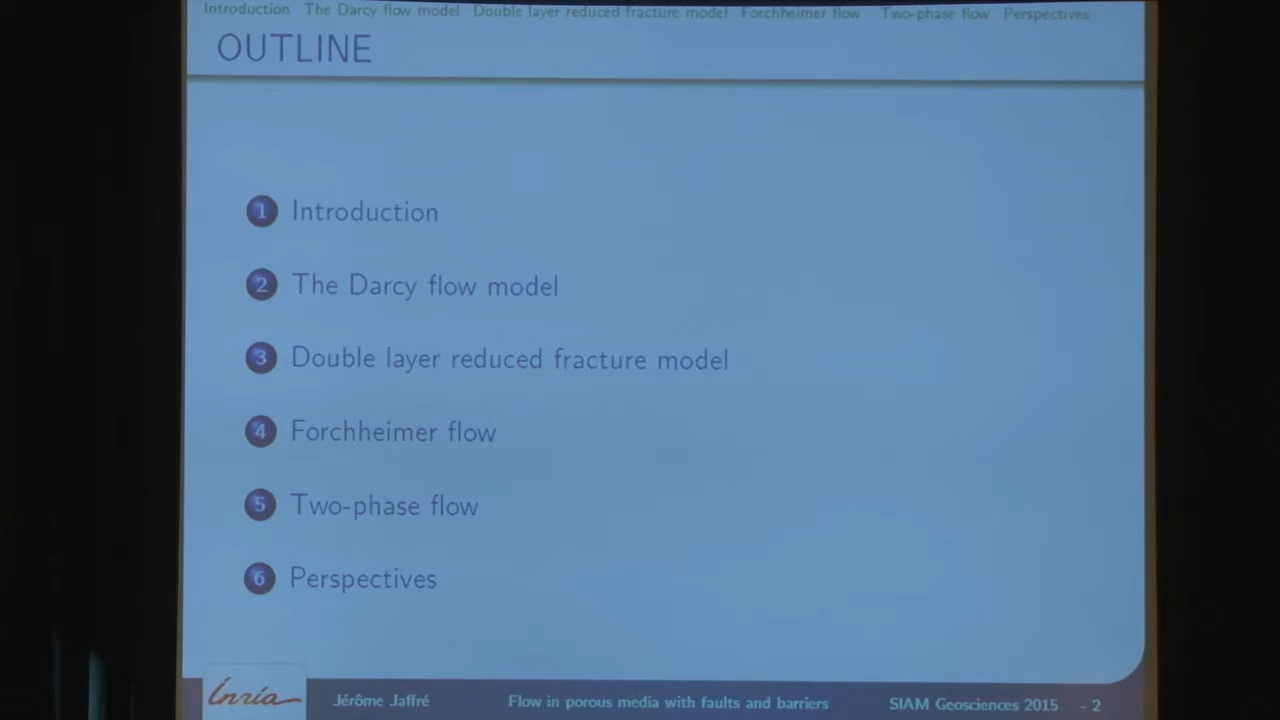 Introduction The Darcy flow model Double layer reduced fracture model Forchheimer flow Two-phase flow Perspectives
OUTLINE
1 Introduction
2 The Darcy flow model
3 Double layer reduced fracture model
4 Forchheimer flow
5 Two-phase flow
6 Perspectives
Inría Jérôme Jaffré Flow in porous media with faults and barriers SIAM Geosciences 2015 - 2